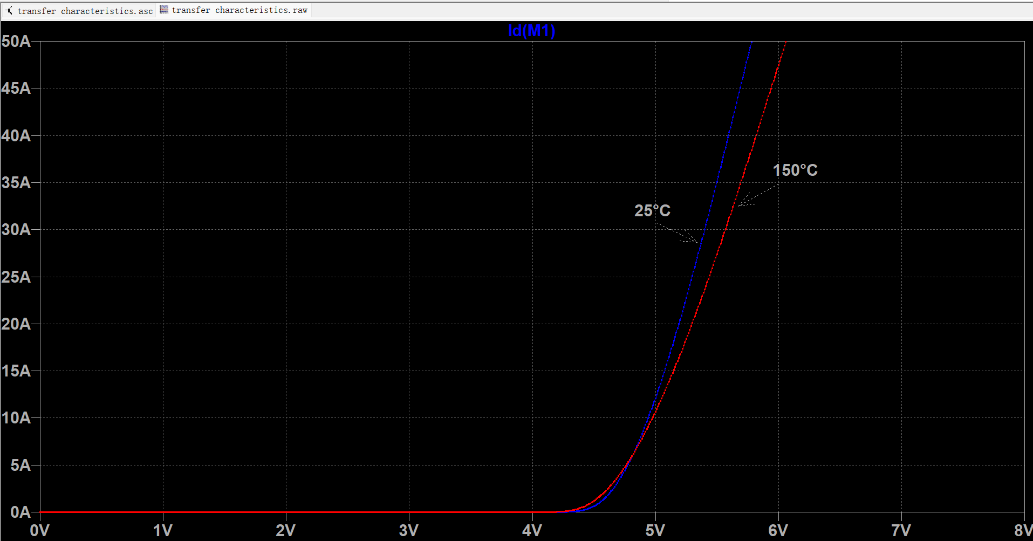 transfer characteristics.asc transfer characteristics.raw
Id(M1)
50A
45A
40A
150°C
35A
25°C
30A
25A
20A
15A
10A
5A
0A
0V 1V 2V 3V 4V 5V 6V 7V 8V